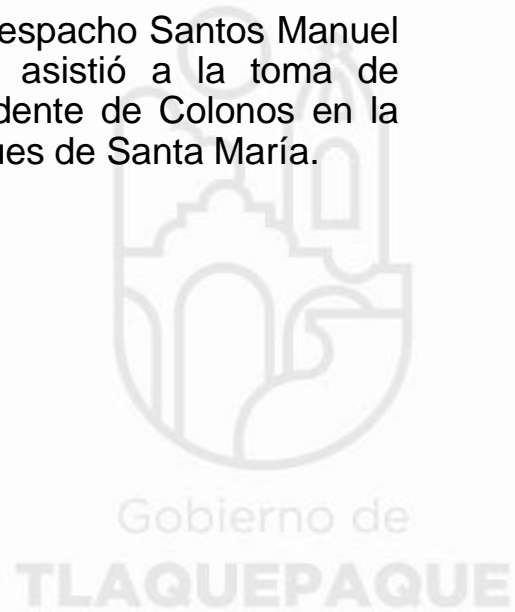 espacho Santos Manuel
asistió a la toma de
dente de Colonos en la
ues de Santa María.
Gobierno de
TLAQUEPAQUE